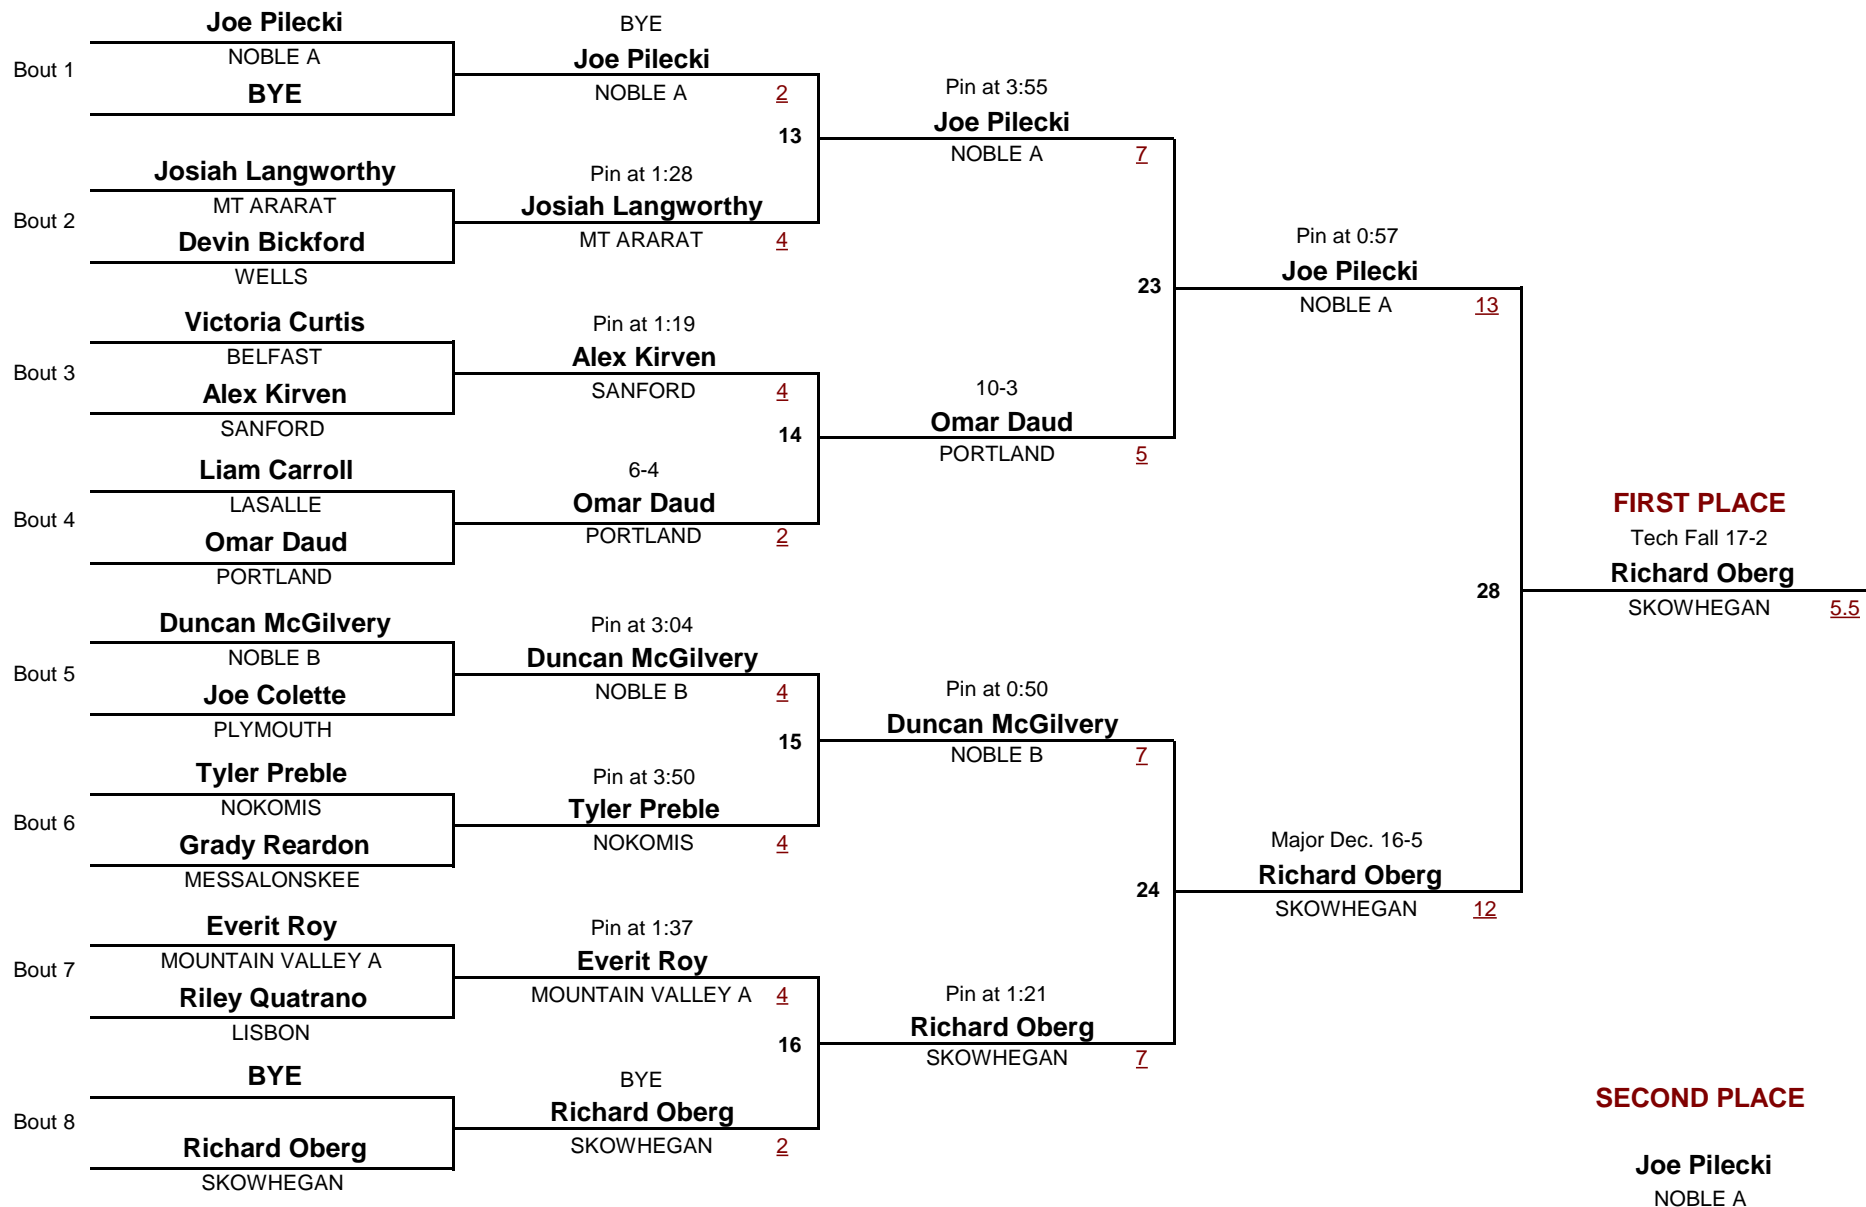 Joe Pilecki
Bout 1
NOBLE A
BYE
BYE
Joe Pilecki
NOBLE A
2
Josiah Langworthy
Bout 2
MT ARARAT
Devin Bickford
WELLS
Pin at 1:28
Josiah Langworthy
MT ARARAT
4
13
Pin at 3:55
Joe Pilecki
NOBLE A
7
Victoria Curtis
Bout 3
BELFAST
Alex Kirven
SANFORD
Pin at 1:19
Alex Kirven
SANFORD
4
Liam Carroll
Bout 4
LASALLE
Omar Daud
PORTLAND
6-4
Omar Daud
PORTLAND
2
14
10-3
Omar Daud
PORTLAND
5
23
Pin at 0:57
Joe Pilecki
NOBLE A
13
Duncan McGilvery
Bout 5
NOBLE B
Joe Colette
PLYMOUTH
Pin at 3:04
Duncan McGilvery
NOBLE B
4
Tyler Preble
Bout 6
NOKOMIS
Grady Reardon
MESSALONSKEE
Pin at 3:50
Tyler Preble
NOKOMIS
4
15
Pin at 0:50
Duncan McGilvery
NOBLE B
7
Everit Roy
Bout 7
MOUNTAIN VALLEY A
Riley Quatrano
LISBON
Pin at 1:37
Everit Roy
MOUNTAIN VALLEY A
4
BYE
Bout 8
Richard Oberg
SKOWHEGAN
BYE
Richard Oberg
SKOWHEGAN
2
16
Pin at 1:21
Richard Oberg
SKOWHEGAN
7
24
Major Dec. 16-5
Richard Oberg
SKOWHEGAN
12
28
FIRST PLACE
Tech Fall 17-2
Richard Oberg
SKOWHEGAN
5.5
SECOND PLACE
Joe Pilecki
NOBLE A